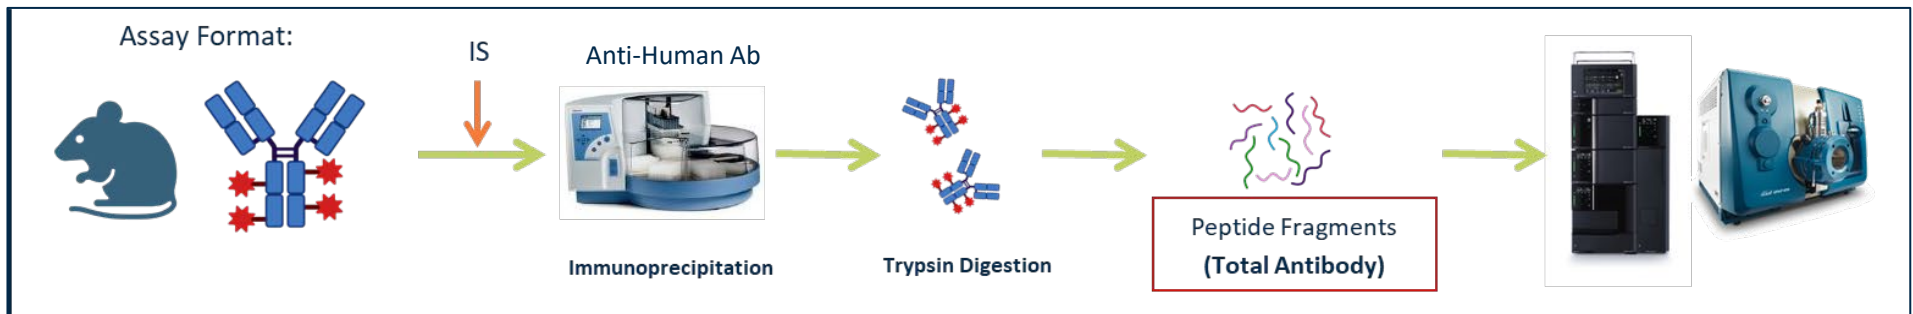 Assay Format:
IS
Anti-Human Ab
Immunoprecipitation
Trypsin Digestion
Peptide Fragments
(Total Antibody)